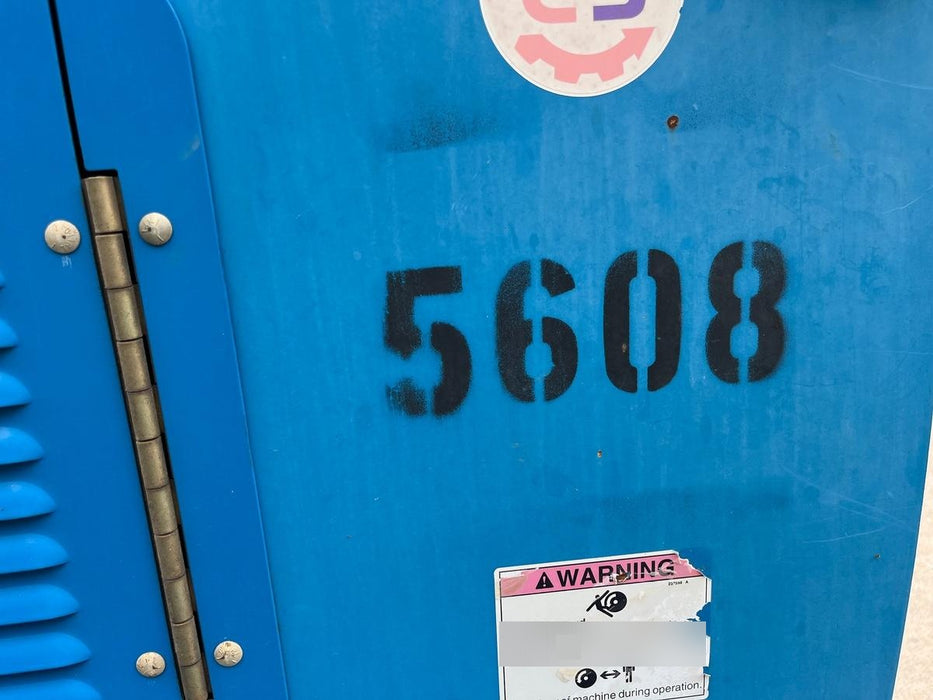 5608
WARNING
of machine during operation.